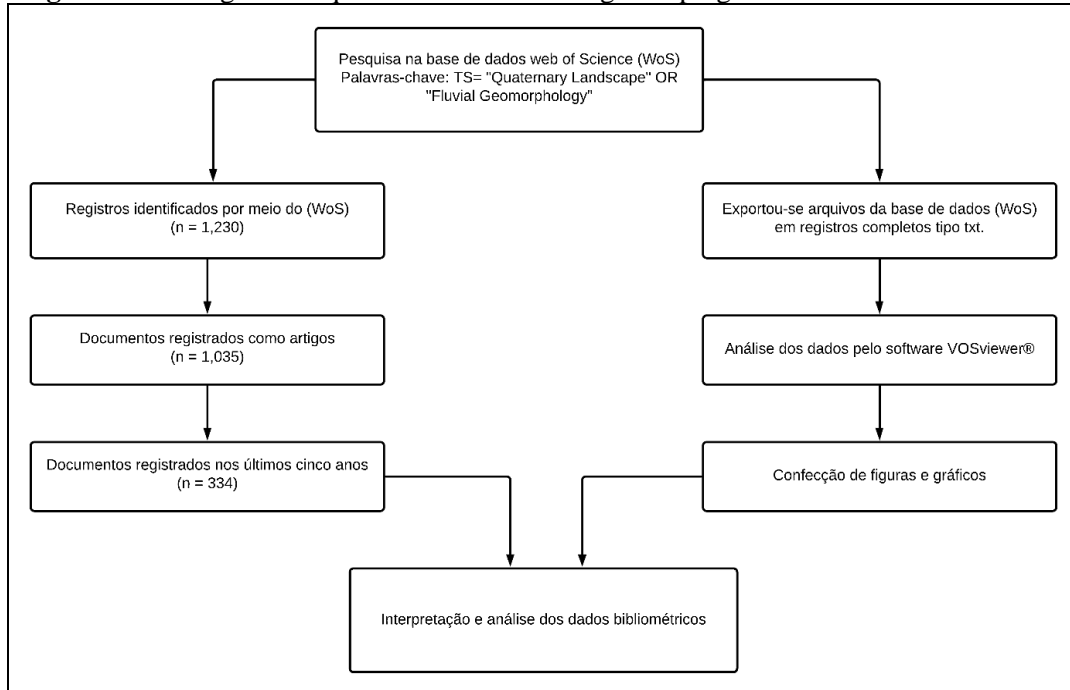 Pesquisa na base de dados web of Science (WoS)
Palavras-chave: TS= "Quaternary Landscape" OR
"Fluvial Geomorphology"
Registros identificados por meio do (WoS)
(n = 1,230)
Exportou-se arquivos da base de dados (WoS)
em registros completos tipo txt.
Documentos registrados como artigos
(n = 1,035)
Análise dos dados pelo software VOSviewer®
Documentos registrados nos últimos cinco anos
(n = 334)
Confecção de figuras e gráficos
Interpretação e análise dos dados bibliométricos